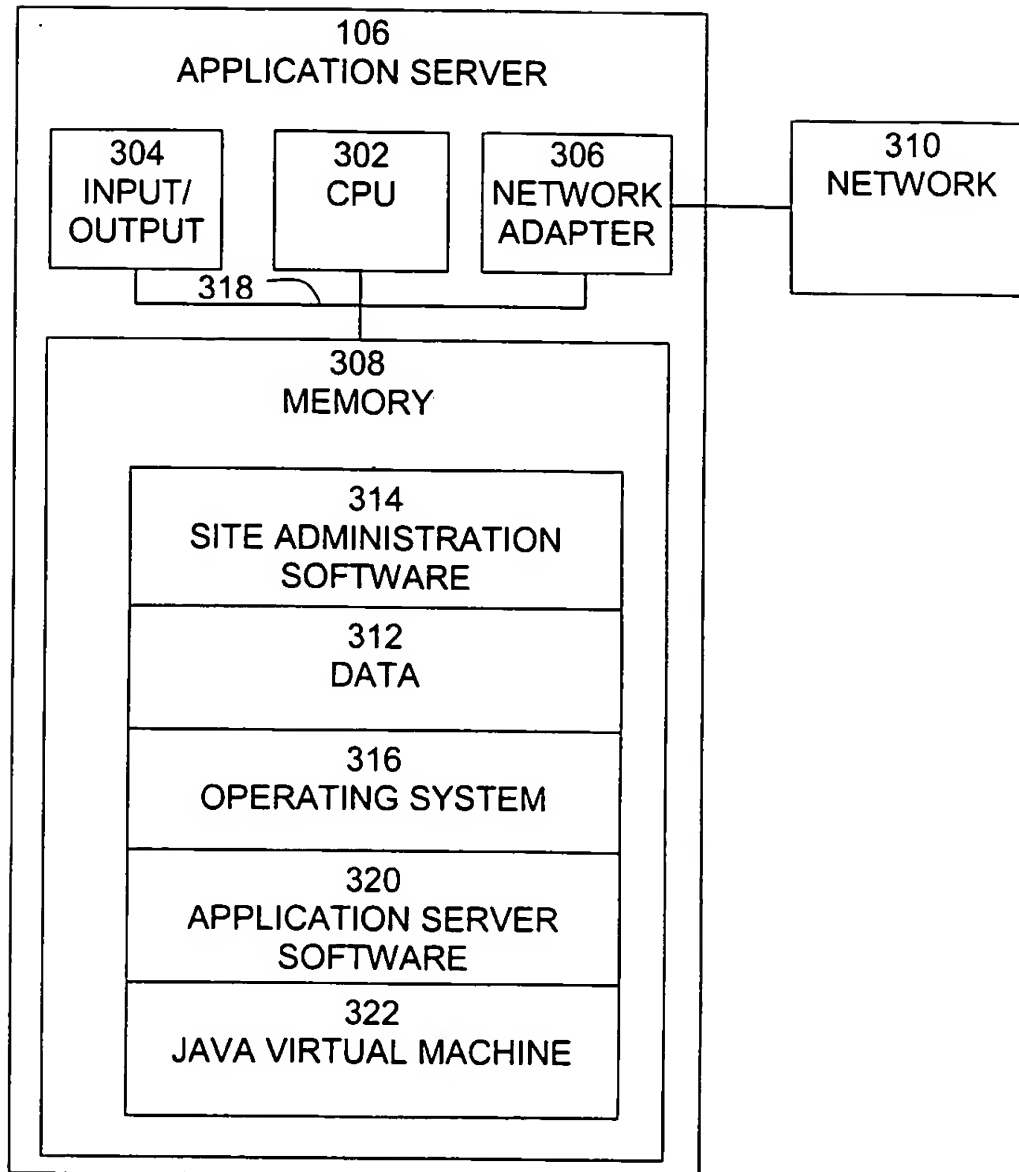 106
APPLICATION SERVER
304
INPUT/
OUTPUT
302
CPU
306
NETWORK
ADAPTER
310
NETWORK
318
308
MEMORY
314
SITE ADMINISTRATION
SOFTWARE
312
DATA
316
OPERATING SYSTEM
320
APPLICATION SERVER
SOFTWARE
322
JAVA VIRTUAL MACHINE